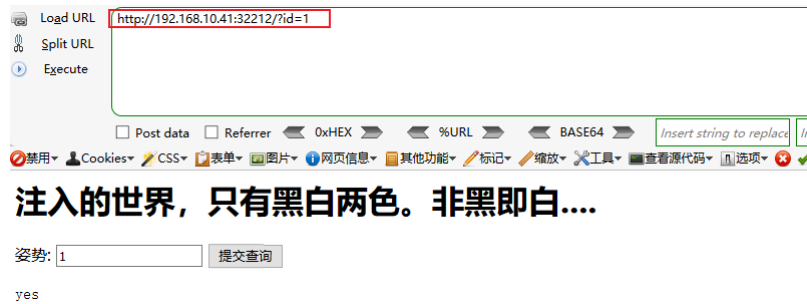 Load URL
http://192.168.10.41:32212/?id=1
Split URL
Execute
Post data Referrer 0xHEX %URL BASE64 Insert string to replace
禁用 Cookies CSS 表单 图片 网页信息 其他功能 标记 缩放 工具 查看源代码 选项
注入的世界，只有黑白两色。非黑即白....
姿势: 1 提交查询
yes